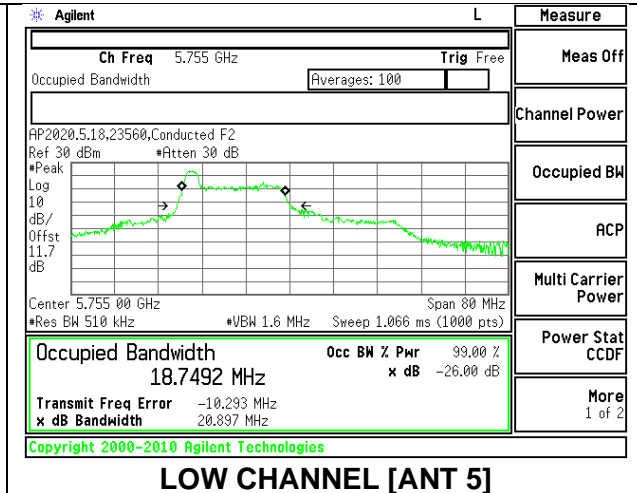 Agilent
L
Measure
Ch Freq 5.755 GHz Trig Free
Occupied Bandwidth Averages: 100
AP2020.5.18,23560,Conducted F2
Ref 30 dBm #Atten 30 dB
#Peak
Log
10
dB/
Offst
11.7
dB
Center 5.755 00 GHz Span 80 MHz
#Res BW 510 kHz #VBW 1.6 MHz Sweep 1.066 ms (1000 pts)
Occupied Bandwidth Occ BW % Pwr 99.00 %
18.7492 MHz x dB -26.00 dB
Transmit Freq Error -10.293 MHz
x dB Bandwidth 20.897 MHz
Copyright 2000-2010 Agilent Technologies
Meas Off
Channel Power
Occupied BW
ACP
Multi Carrier
Power
Power Stat
CCDF
More
1 of 2
LOW CHANNEL [ANT 5]